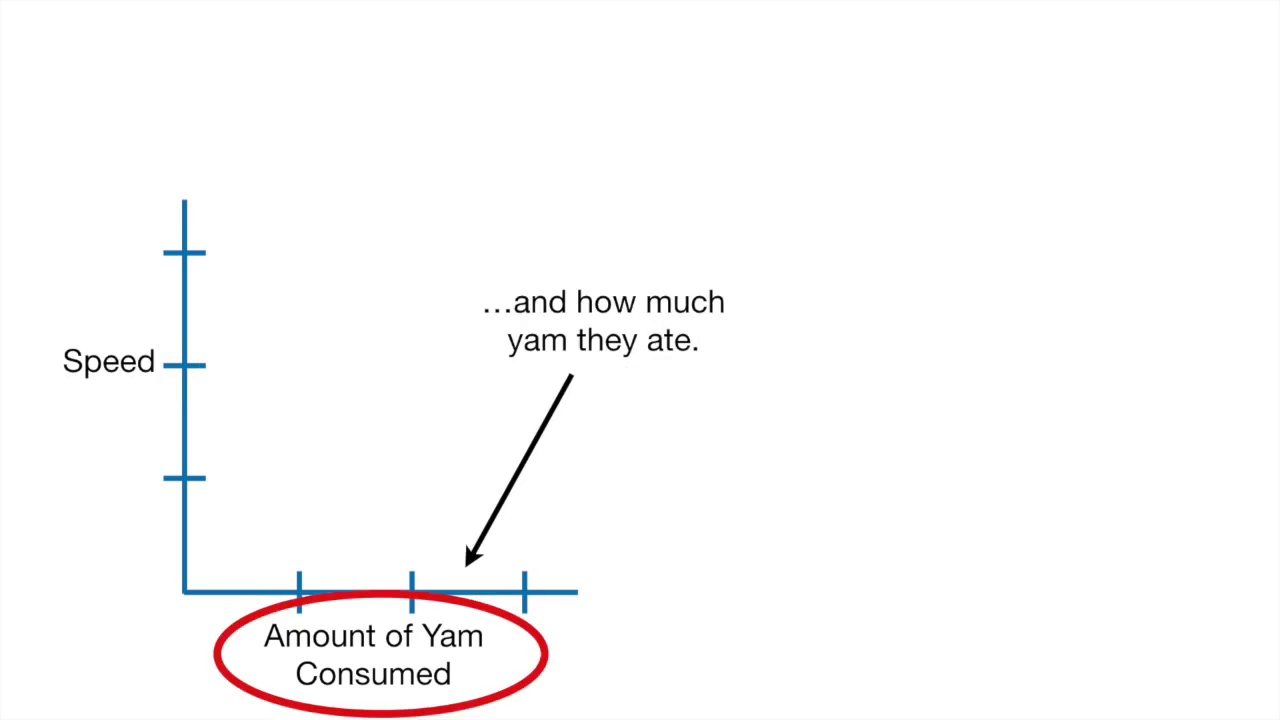 …and how much
yam they ate.
Speed
Amount of Yam
Consumed